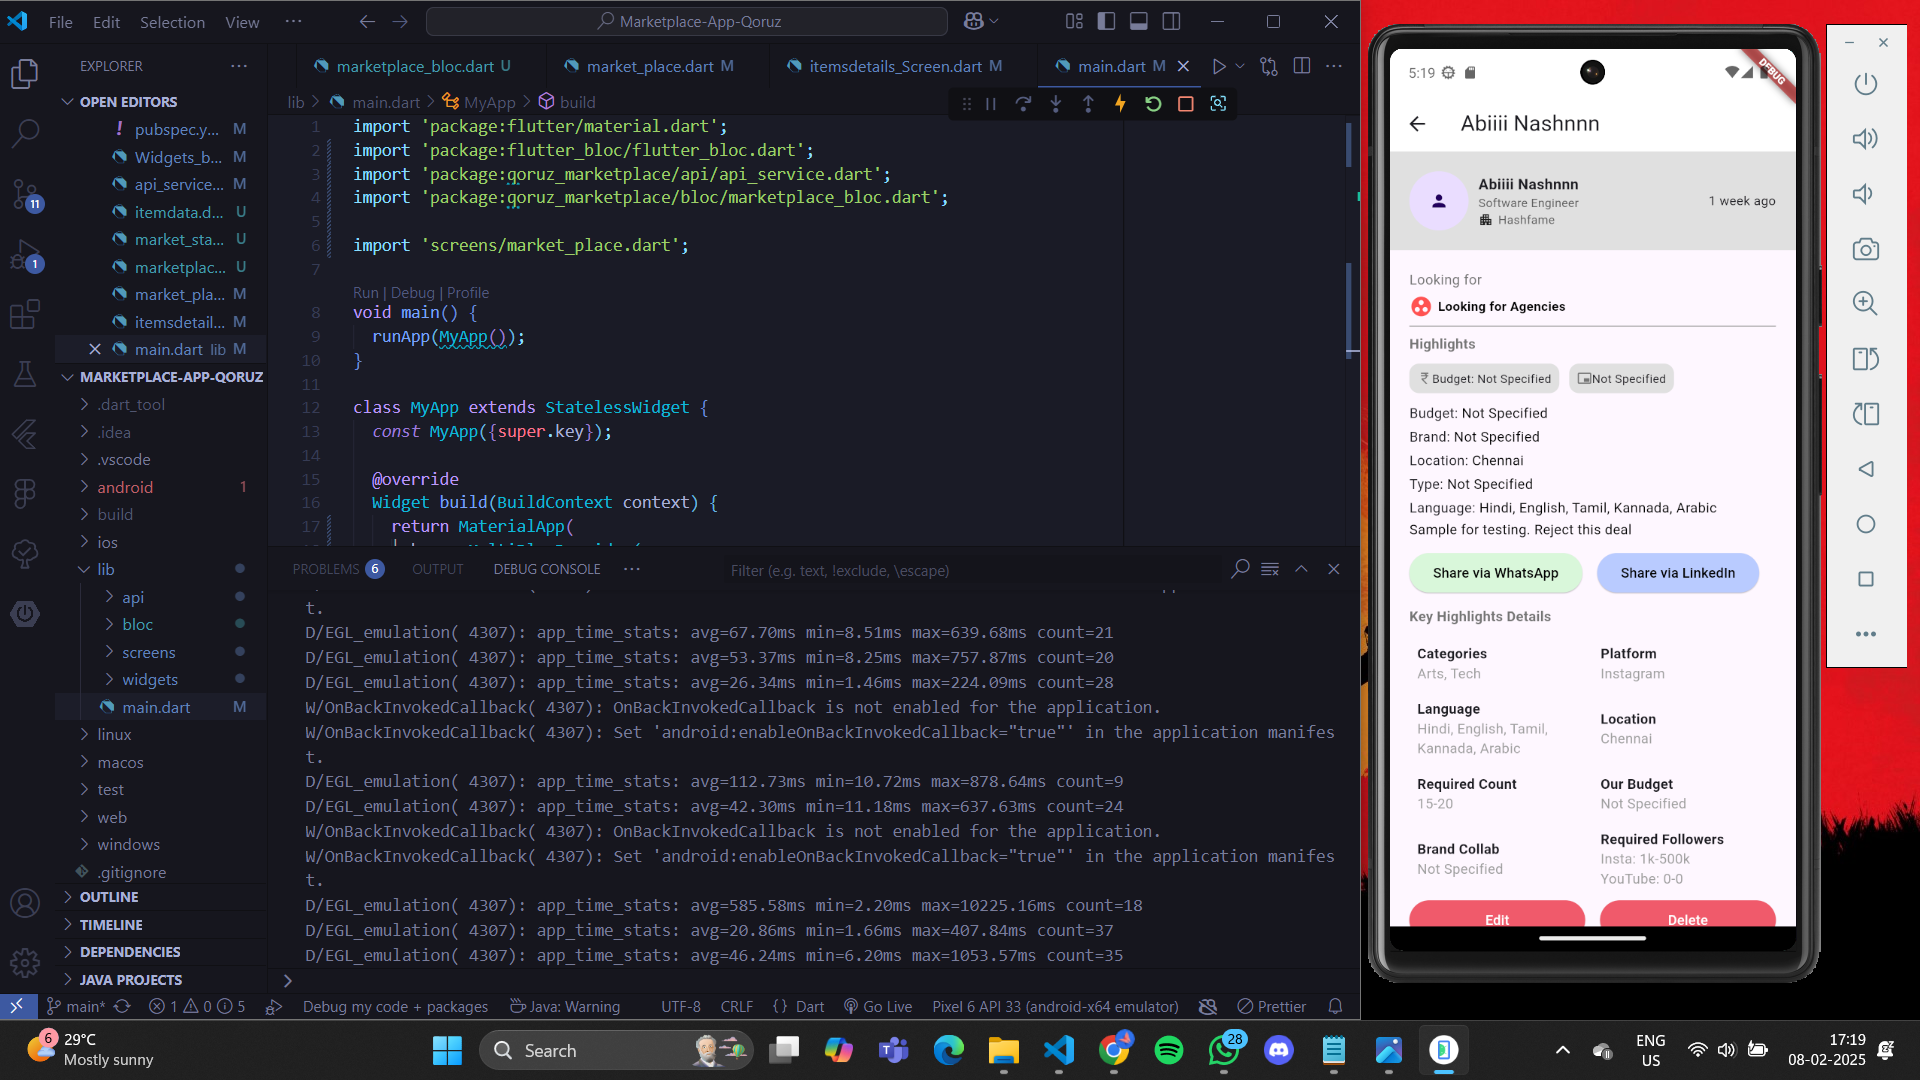 File Edit Selection View ···
Marketplace-App-Qoruz
EXPLORER
OPEN EDITORS
pubspec.y... M
Widgets_b... M
api_service... M
itemdata.d... U
market_sta... U
marketplac... U
market_pla... M
itemsdetail... M
main.dart lib M
MARKETPLACE-APP-QORUZ
.dart_tool
.idea
.vscode
android 1
build
ios
lib
api
bloc
screens
widgets
main.dart M
linux
macos
test
web
windows
.gitignore
OUTLINE
TIMELINE
DEPENDENCIES
JAVA PROJECTS
11
1
marketplace_bloc.dart U
market_place.dart M
itemsdetails_Screen.dart M
main.dart M
lib > main.dart > MyApp > build
1 import 'package:flutter/material.dart';
2 import 'package:flutter_bloc/flutter_bloc.dart';
3 import 'package:qoruz_marketplace/api/api_service.dart';
4 import 'package:qoruz_marketplace/bloc/marketplace_bloc.dart';
5
6 import 'screens/market_place.dart';
7
Run | Debug | Profile
8 void main() {
9 runApp(MyApp());
10 }
11
12 class MyApp extends StatelessWidget {
13 const MyApp({super.key});
14
15 @override
16 Widget build(BuildContext context) {
17 return MaterialApp(
PROBLEMS 6 OUTPUT DEBUG CONSOLE ···
Filter (e.g. text, !exclude, \escape)
t.
D/EGL_emulation( 4307): app_time_stats: avg=67.70ms min=8.51ms max=639.68ms count=21
D/EGL_emulation( 4307): app_time_stats: avg=53.37ms min=8.25ms max=757.87ms count=20
D/EGL_emulation( 4307): app_time_stats: avg=26.34ms min=1.46ms max=224.09ms count=28
W/OnBackInvokedCallback( 4307): OnBackInvokedCallback is not enabled for the application.
W/OnBackInvokedCallback( 4307): Set 'android:enableOnBackInvokedCallback="true"' in the application manifes
t.
D/EGL_emulation( 4307): app_time_stats: avg=112.73ms min=10.72ms max=878.64ms count=9
D/EGL_emulation( 4307): app_time_stats: avg=42.30ms min=11.18ms max=637.63ms count=24
W/OnBackInvokedCallback( 4307): OnBackInvokedCallback is not enabled for the application.
W/OnBackInvokedCallback( 4307): Set 'android:enableOnBackInvokedCallback="true"' in the application manifes
t.
D/EGL_emulation( 4307): app_time_stats: avg=585.58ms min=2.20ms max=10225.16ms count=18
D/EGL_emulation( 4307): app_time_stats: avg=20.86ms min=1.66ms max=407.84ms count=37
D/EGL_emulation( 4307): app_time_stats: avg=46.24ms min=6.20ms max=1053.57ms count=35
main* 1 0 5 Debug my code + packages Java: Warning UTF-8 CRLF {} Dart Go Live Pixel 6 API 33 (android-x64 emulator) Prettier
5:19
DEBUG
Abiiii Nashnnn
Abiiii Nashnnn
Software Engineer
Hashfame
1 week ago
Looking for
Looking for Agencies
Highlights
₹ Budget: Not Specified
Not Specified
Budget: Not Specified
Brand: Not Specified
Location: Chennai
Type: Not Specified
Language: Hindi, English, Tamil, Kannada, Arabic
Sample for testing. Reject this deal
Share via WhatsApp
Share via LinkedIn
Key Highlights Details
Categories
Arts, Tech
Platform
Instagram
Language
Hindi, English, Tamil,
Kannada, Arabic
Location
Chennai
Required Count
15-20
Our Budget
Not Specified
Brand Collab
Not Specified
Required Followers
Insta: 1k-500k
YouTube: 0-0
Edit
Delete
6
29°C
Mostly sunny
Search
28
ENG
US
17:19
08-02-2025